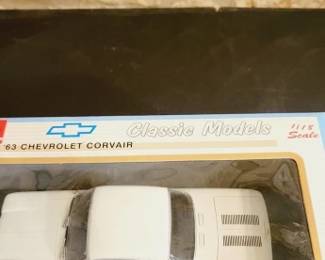 Classic Models
1:18
Scale
'63 CHEVROLET CORVAIR